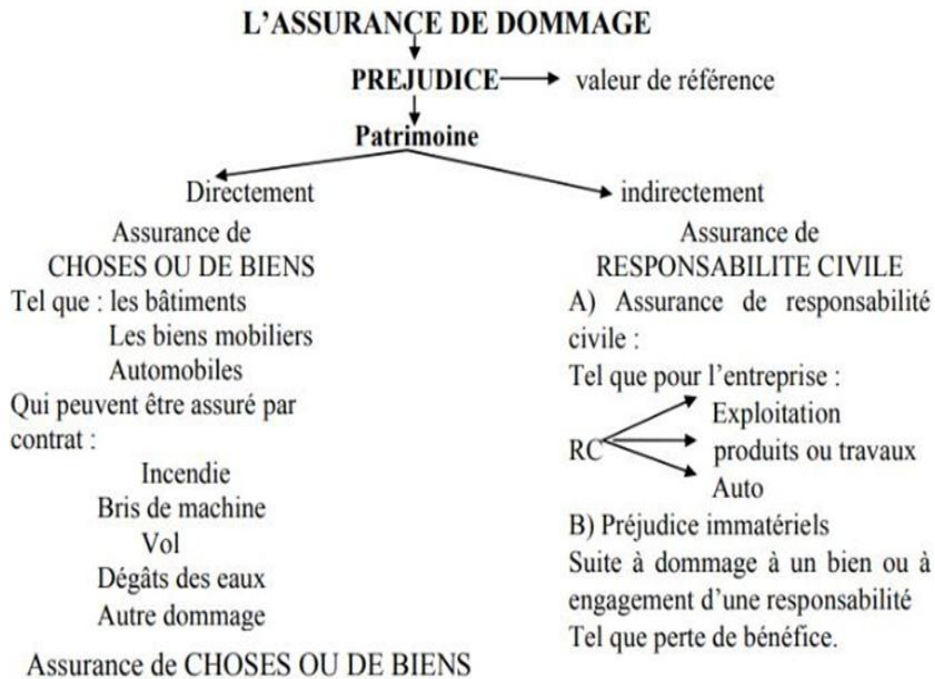 L'ASSURANCE DE DOMMAGE
PREJUDICE valeur de référence
Patrimoine
Directement
Assurance de
CHOSES OU DE BIENS
Tel que : les bâtiments
Les biens mobiliers
Automobiles
Qui peuvent être assuré par
contrat :
Incendie
Bris de machine
Vol
Dégâts des eaux
Autre dommage
Assurance de CHOSES OU DE BIENS
indirectement
Assurance de
RESPONSABILITE CIVILE
A) Assurance de responsabilité
civile :
Tel que pour l'entreprise :
Exploitation
RC produits ou travaux
Auto
B) Préjudice immatériels
Suite à dommage à un bien ou à
engagement d'une responsabilité
Tel que perte de bénéfice.